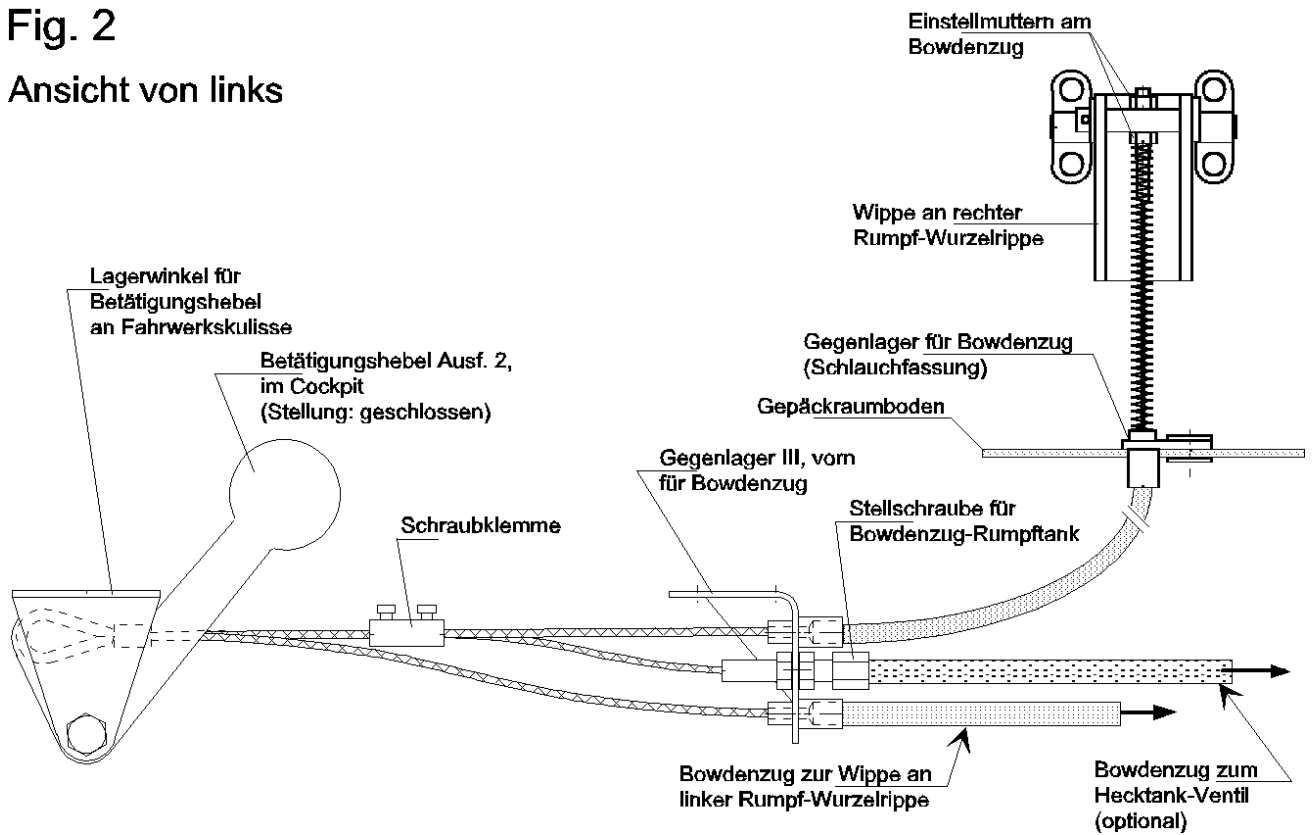 Fig. 2
Ansicht von links
Einstellmuttern am
Bowdenzug
Wippe an rechter
Rumpf-Wurzelrippe
Lagerwinkel für
Betätigungshebel
an Fahrwerkskulisse
Betätigungshebel Ausf. 2,
im Cockpit
(Stellung: geschlossen)
Gegenlager für Bowdenzug
(Schlauchfassung)
Gepäckraumboden
Gegenlager III, vorn
für Bowdenzug
Stellschraube für
Bowdenzug-Rumpftank
Schraubklemme
Bowdenzug zur Wippe an
linker Rumpf-Wurzelrippe
Bowdenzug zum
Hecktank-Ventil
(optional)